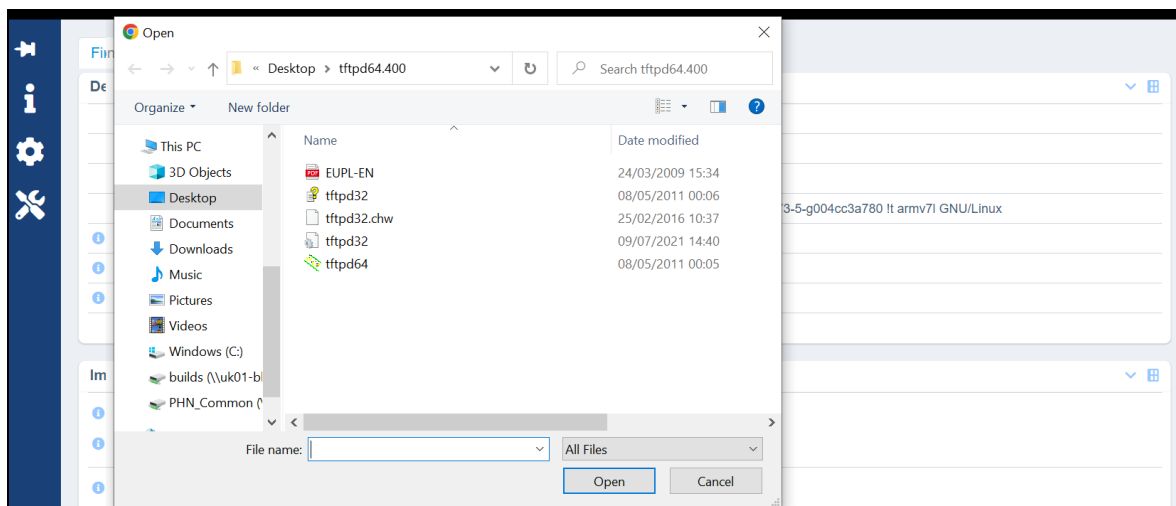 Open
Fiin
« Desktop > tftpd64.400
Search tftpd64.400
De
Organize
New folder
?
This PC
Name
Date modified
3D Objects
EUPL-EN
24/03/2009 15:34
Desktop
tftpd32
08/05/2011 00:06
Documents
tftpd32.chw
25/02/2016 10:37
3-5-g004cc3a780 !t armv7l GNU/Linux
Downloads
tftpd32
09/07/2021 14:40
Music
tftpd64
08/05/2011 00:05
Pictures
Videos
Windows (C:)
Im
builds (\\uk01-bl
PHN_Common (\
File name:
All Files
Open
Cancel